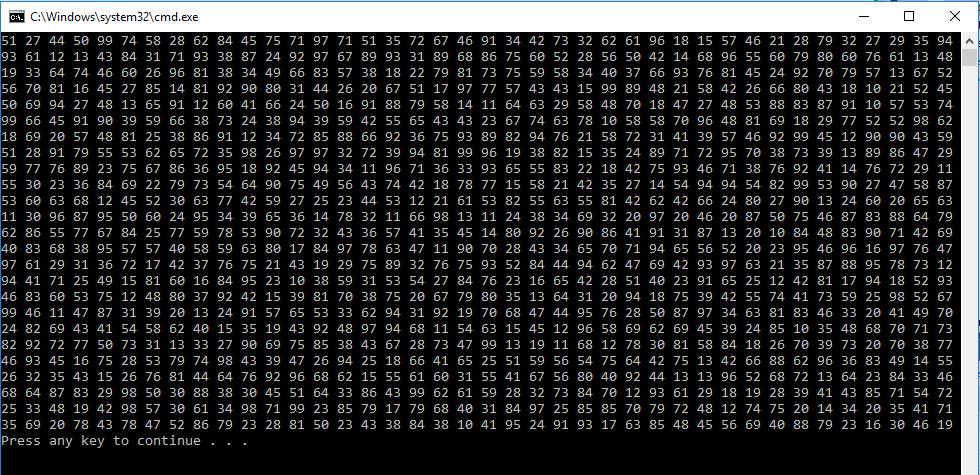 C:\Windows\system32\cmd.exe
51 27 44 50 99 74 58 28 62 84 45 75 71 97 71 51 35 72 67 46 91 34 42 73 32 62 61 96 18 15 57 46 21 28 79 32 27 29 35 94
93 61 12 13 43 84 31 71 93 38 87 24 92 97 67 89 93 31 89 68 86 75 60 52 28 56 50 42 14 68 96 55 60 79 80 60 76 61 13 48
19 33 64 74 46 60 26 96 81 38 34 49 66 83 57 38 18 22 79 81 73 75 59 58 34 40 37 66 93 76 81 45 24 92 70 79 57 13 67 52
56 70 81 16 45 27 85 14 81 92 90 80 31 44 26 20 67 51 17 97 77 57 43 43 15 99 89 48 21 58 42 26 66 80 43 18 10 21 52 45
50 69 94 27 48 13 65 91 12 60 41 66 24 50 16 91 88 79 58 14 11 64 63 29 58 48 70 18 47 27 48 53 88 83 87 91 10 57 53 74
99 66 45 91 90 39 59 66 38 73 24 38 94 39 59 42 55 65 43 43 23 67 74 63 78 10 58 58 70 96 48 81 69 18 29 77 52 52 98 62
18 69 20 57 48 81 25 38 86 91 12 34 72 85 88 66 92 36 75 93 89 82 94 76 21 58 72 31 41 39 57 46 92 99 45 12 90 90 43 59
51 28 91 79 55 53 62 65 72 35 98 26 97 97 32 72 39 94 81 99 96 19 38 82 15 35 24 89 71 72 95 70 38 73 39 13 89 86 47 29
59 77 76 89 23 75 67 86 36 95 18 92 45 94 34 11 96 71 36 33 93 65 55 83 22 18 42 75 93 46 71 38 76 92 41 14 76 72 29 11
55 30 23 36 84 69 22 79 73 54 64 90 75 49 56 43 74 42 18 78 77 15 58 21 42 35 27 14 54 94 94 54 82 99 53 90 27 47 58 87
53 60 63 68 12 45 52 30 63 77 42 59 27 25 23 44 53 12 21 61 53 82 55 63 55 81 42 62 42 66 24 80 27 90 13 24 60 20 65 63
11 30 96 87 95 50 60 24 95 34 39 65 36 14 78 32 11 66 98 13 11 24 38 34 69 32 20 97 20 46 20 87 50 75 46 87 83 88 64 79
62 86 55 77 67 84 25 77 59 78 53 90 72 32 43 36 57 41 35 45 14 80 92 26 90 86 41 91 31 87 13 20 10 84 48 83 90 71 42 69
40 83 68 38 95 57 57 40 58 59 63 80 17 84 97 78 63 47 11 90 70 28 43 34 65 70 71 94 65 56 52 20 23 95 46 96 16 97 76 47
97 61 29 31 36 72 17 42 37 76 75 21 43 19 29 75 89 32 76 75 93 52 84 44 94 62 47 69 42 93 97 63 21 35 87 88 95 78 73 12
94 41 71 25 49 15 81 60 16 84 95 23 10 38 59 31 53 54 27 84 76 23 16 65 42 28 51 40 23 91 65 25 12 42 81 17 94 18 52 93
46 83 60 53 75 12 48 80 37 92 42 15 39 81 70 38 75 20 67 79 80 35 13 64 31 20 94 18 75 39 42 55 74 41 73 59 25 98 52 67
99 46 11 47 87 31 39 20 13 24 91 57 65 53 33 62 94 31 92 19 70 68 47 44 95 76 28 50 87 97 34 63 81 83 46 33 20 41 49 70
24 82 69 43 41 54 58 62 40 15 35 19 43 92 48 97 94 68 11 54 63 15 45 12 96 58 69 62 69 45 39 24 85 10 35 48 68 70 71 73
82 92 72 77 50 73 31 13 33 27 90 69 75 85 38 43 67 28 73 47 99 13 19 11 68 12 78 30 81 58 84 18 26 70 39 73 20 70 38 77
46 93 45 16 75 28 53 79 74 98 43 39 47 26 94 25 18 66 41 65 25 51 59 56 54 75 64 42 75 13 42 66 88 62 96 36 83 49 14 55
26 32 35 43 15 26 76 81 44 64 76 92 96 68 62 15 55 61 60 31 55 41 67 56 80 40 92 44 13 13 96 52 68 72 13 64 23 84 33 46
68 64 87 83 29 98 50 30 88 38 30 45 51 64 33 86 43 99 62 61 59 28 32 73 84 70 12 93 61 29 18 19 28 39 41 43 85 71 54 72
25 33 48 19 42 98 57 30 61 34 98 71 99 23 85 79 17 79 68 40 31 84 97 25 85 85 70 79 72 48 12 74 75 20 14 34 20 35 41 71
35 69 20 78 43 78 47 52 86 79 23 28 81 50 23 43 38 84 38 10 41 95 24 91 93 17 63 85 48 45 56 69 40 88 79 23 16 30 46 19
Press any key to continue . . .